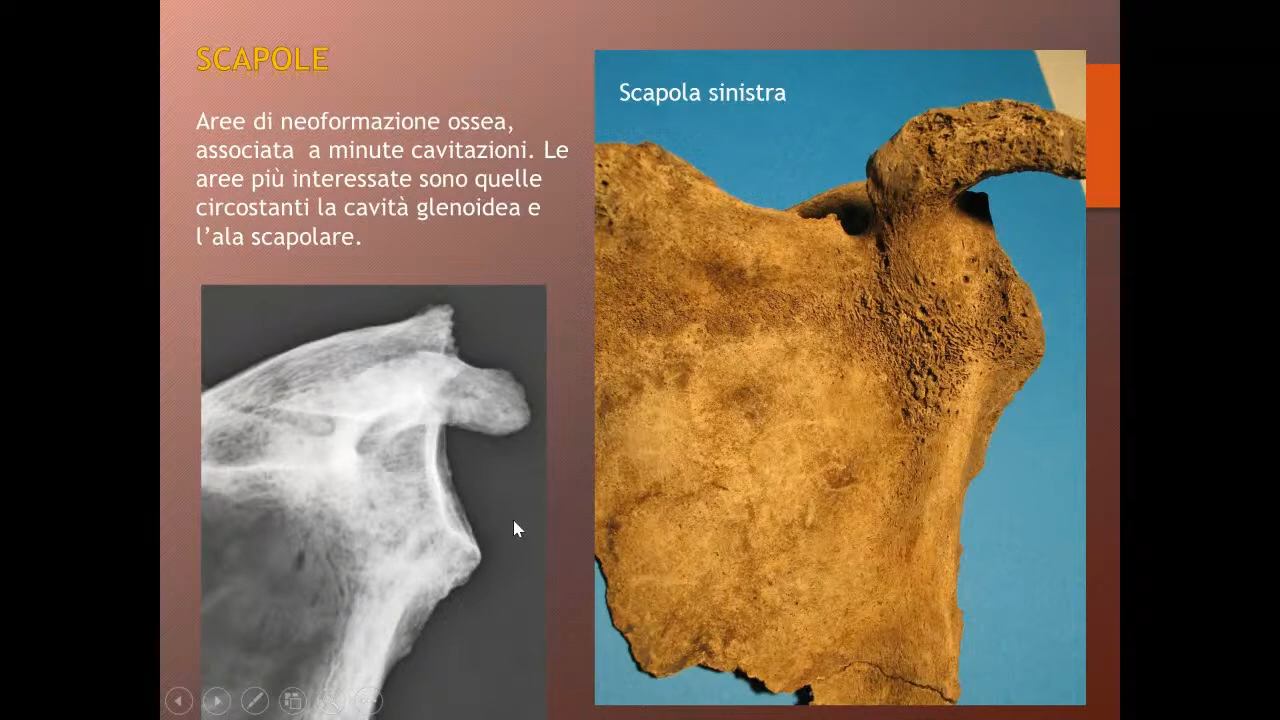 SCAPOLE
Aree di neoformazione ossea,
associata  a minute cavitazioni. Le
aree più interessate sono quelle
circostanti la cavità glenoidea e
l’ala scapolare.
Scapola sinistra